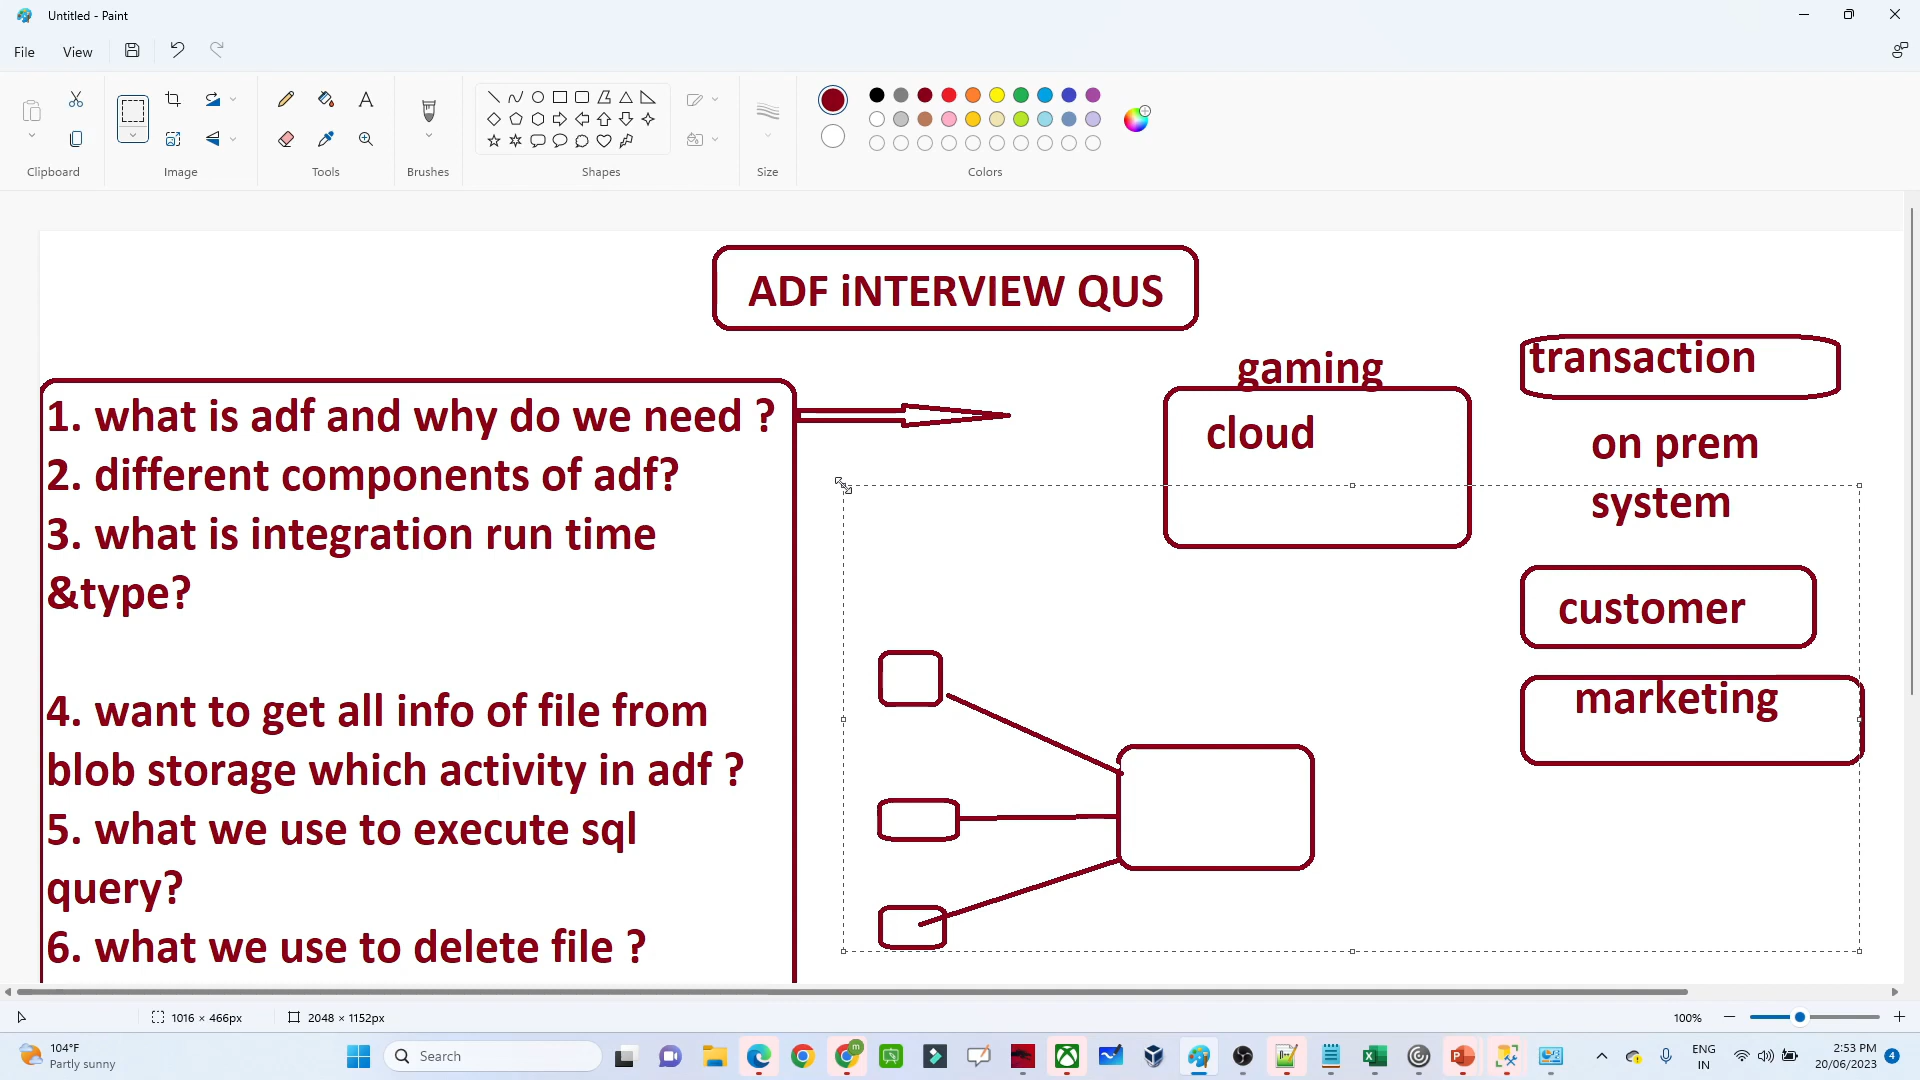 Untitled - Paint
File
View
Clipboard
Image
Tools
Brushes
Shapes
Size
Colors
ADF iNTERVIEW QUS
1. what is adf and why do we need ?
2. different components of adf?
3. what is integration run time
&type?
4. want to get all info of file from
blob storage which activity in adf ?
5. what we use to execute sql
query?
6. what we use to delete file ?
gaming
cloud
transaction
on prem
system
customer
marketing
1016 × 466px
2048 × 1152px
100%
104°F
Partly sunny
Search
m
ENG
IN
2:53 PM
20/06/2023
4